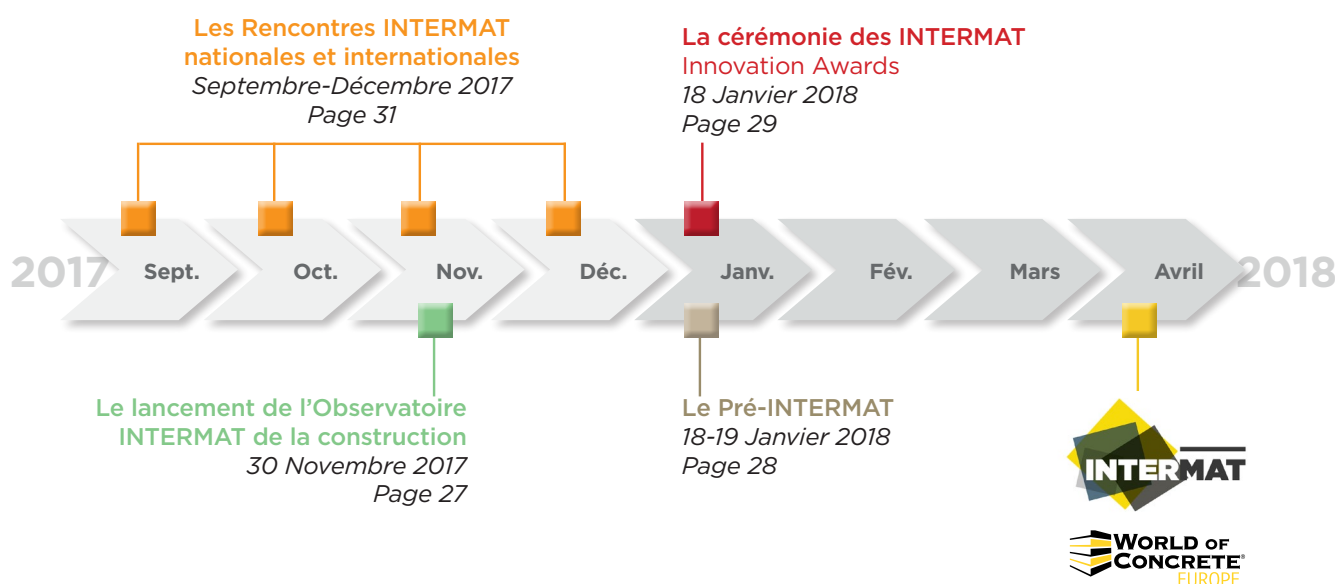 Les Rencontres INTERMAT
nationales et internationales
Septembre-Décembre 2017
Page 31
La cérémonie des INTERMAT
Innovation Awards
18 Janvier 2018
Page 29
2017
Sept.
Oct.
Nov.
Déc.
Janv.
Fév.
Mars
Avril
2018
Le lancement de l’Observatoire
INTERMAT de la construction
30 Novembre 2017
Page 27
Le Pré-INTERMAT
18-19 Janvier 2018
Page 28
INTERMAT
WORLD OF
CONCRETE®
EUROPE